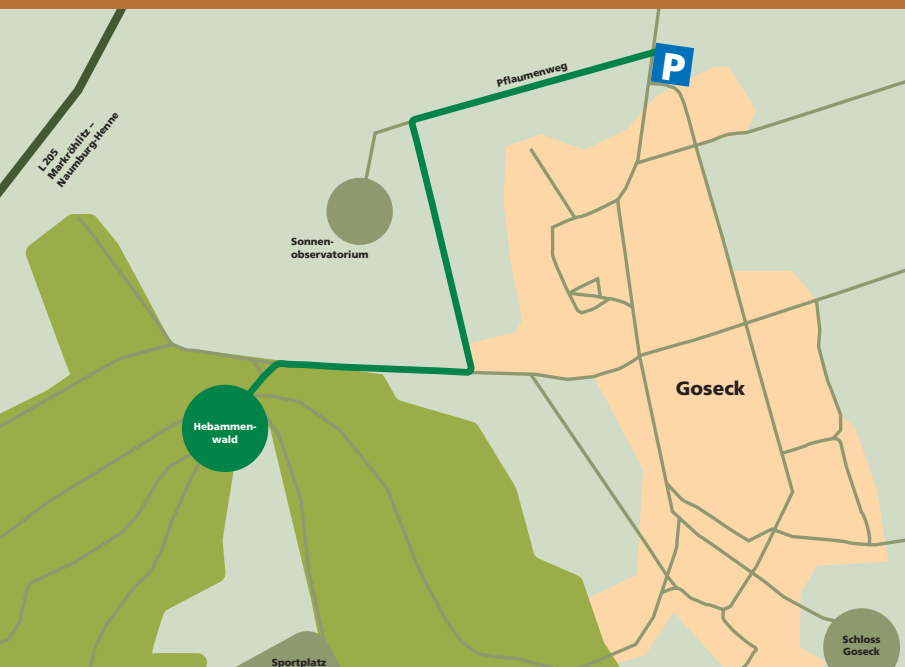 P
Pflaumenweg
L 205
Markröhlitz –
Naumburg-Henne
Sonnen-
observatorium
Goseck
Hebammen-
wald
Schloss
Goseck
Sportplatz